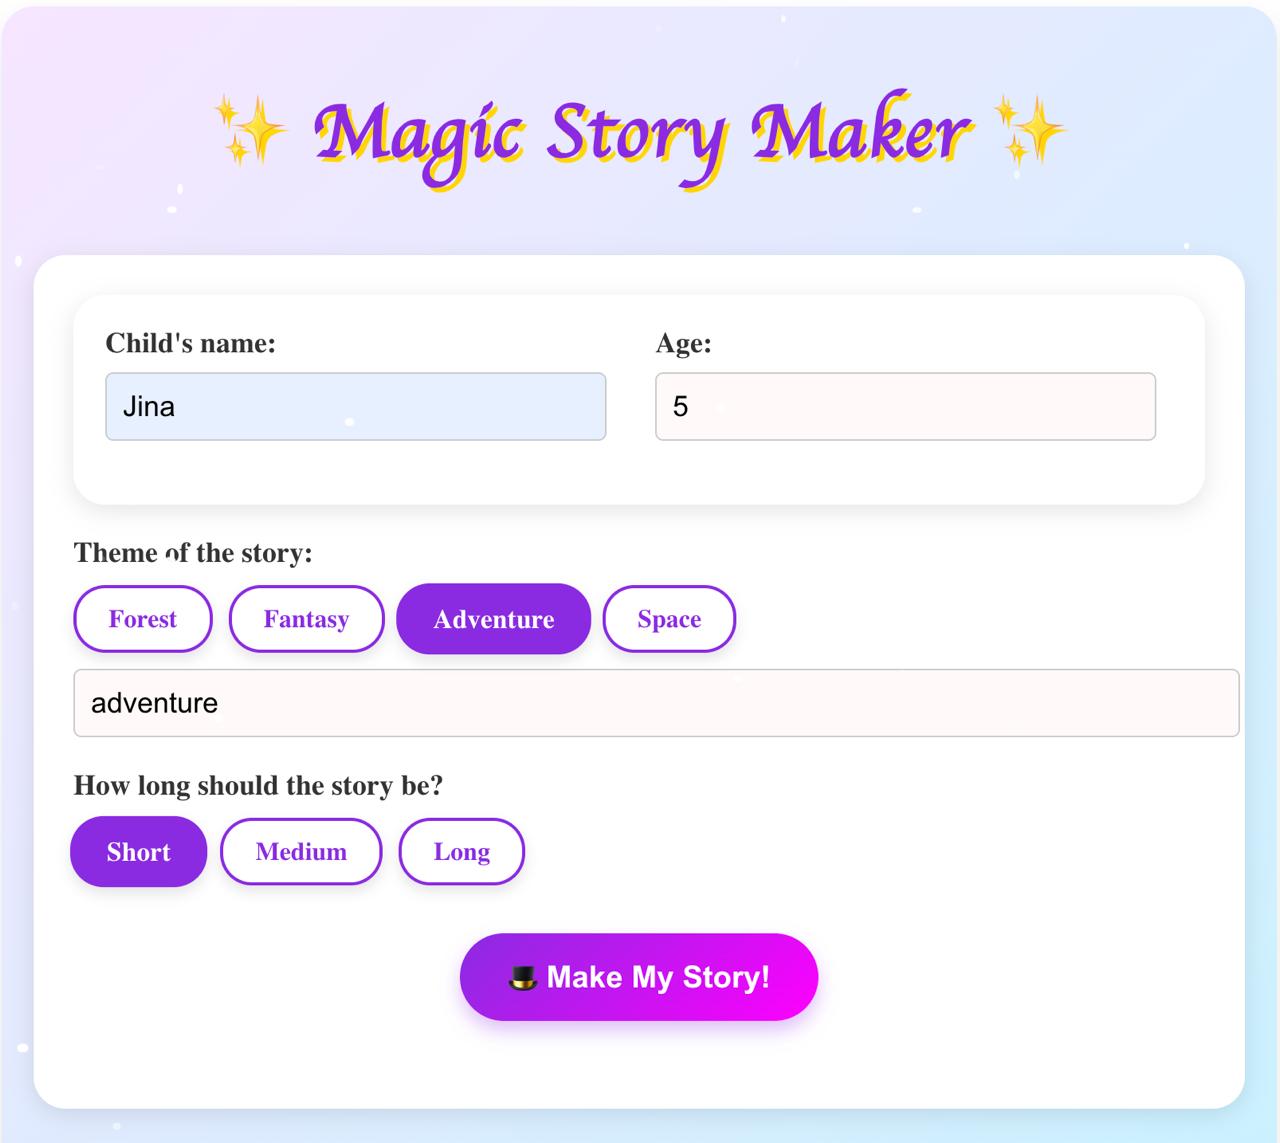 ✨ Magic Story Maker ✨
Child's name:
Age:
Jina
5
Theme of the story:
Forest
Fantasy
Adventure
Space
adventure
How long should the story be?
Short
Medium
Long
🎩 Make My Story!